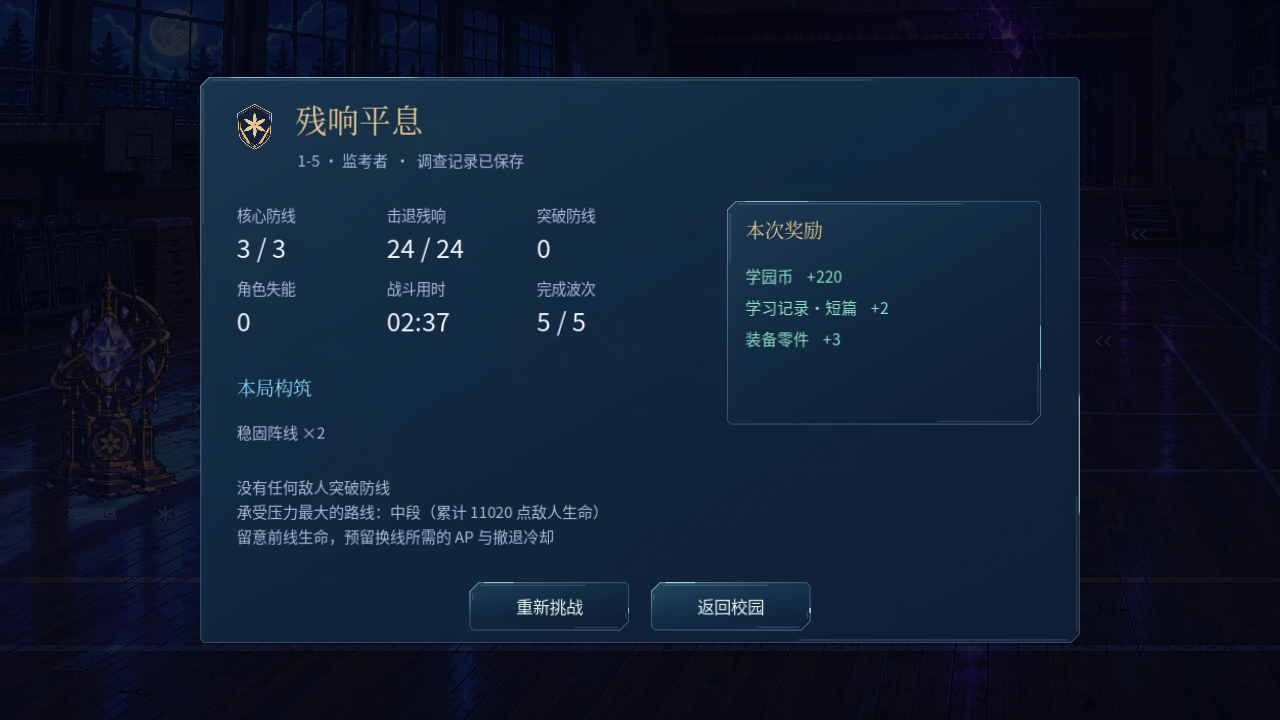 残响平息
1-5 · 监考者 · 调查记录已保存
核心防线
击退残响
突破防线
3 / 3
24 / 24
0
角色失能
战斗用时
完成波次
0
02:37
5 / 5
本局构筑
稳固阵线 ×2
没有任何敌人突破防线
承受压力最大的路线：中段（累计 11020 点敌人生命）
留意前线生命，预留换线所需的 AP 与撤退冷却
本次奖励
学园币 +220
学习记录·短篇 +2
装备零件 +3
重新挑战
返回校园